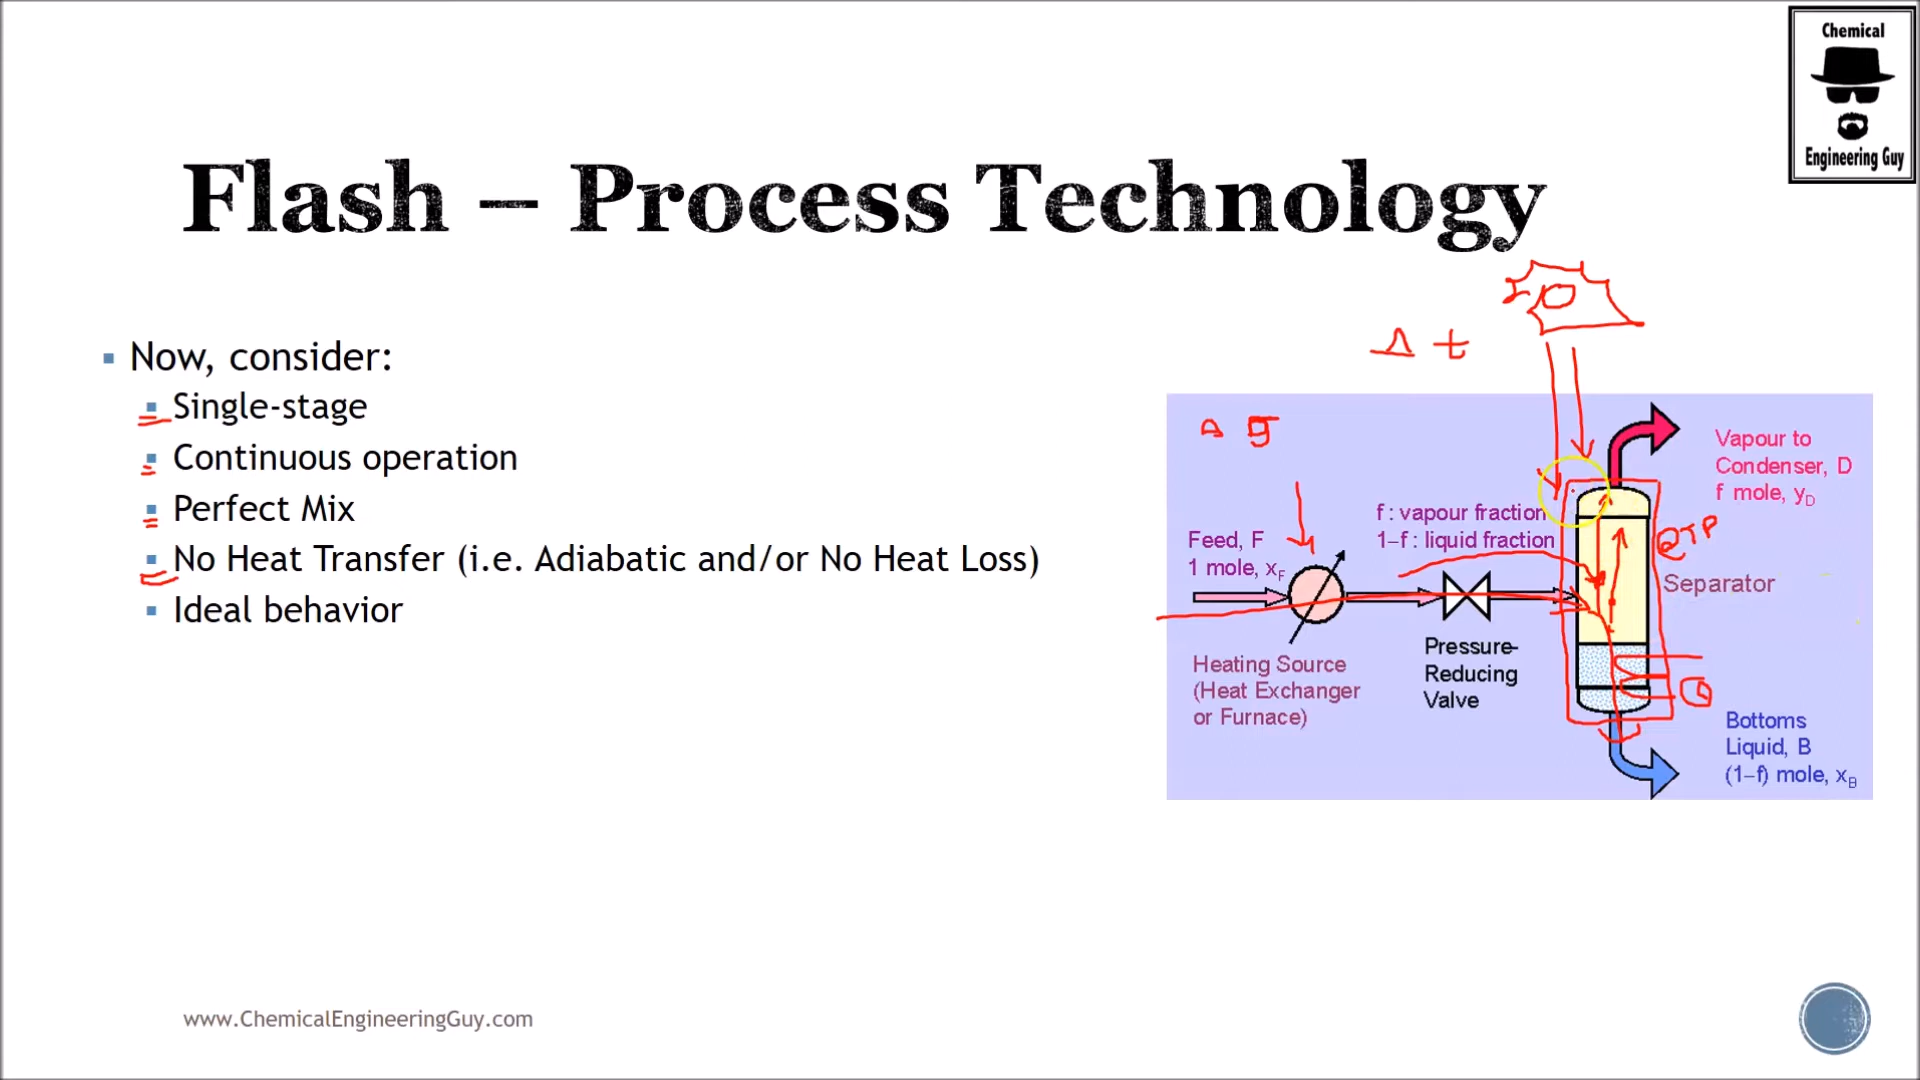 Chemical
Engineering Guy
Flash – Process Technology
Now, consider:
Single-stage
Continuous operation
Perfect Mix
No Heat Transfer (i.e. Adiabatic and/or No Heat Loss)
Ideal behavior
Δ t
Vapour to
Condenser, D
f mole, yD
f : vapour fraction
1–f : liquid fraction
Feed, F
1 mole, xF
Separator
Pressure-
Reducing
Valve
Heating Source
(Heat Exchanger
or Furnace)
Q
Bottoms
Liquid, B
(1–f) mole, xB
www.ChemicalEngineeringGuy.com